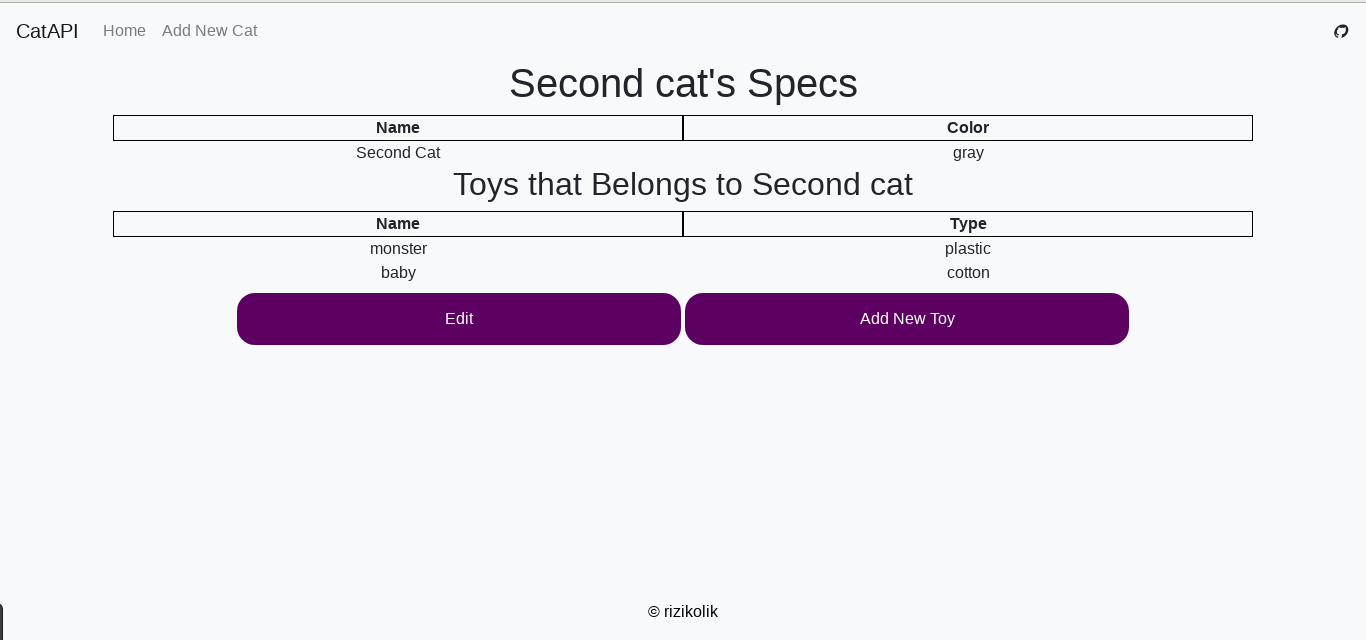 CatAPI Home Add New Cat
Second cat's Specs
Name Color
Second Cat gray
Toys that Belongs to Second cat
Name Type
monster plastic
baby cotton
Edit Add New Toy
© rizikolik